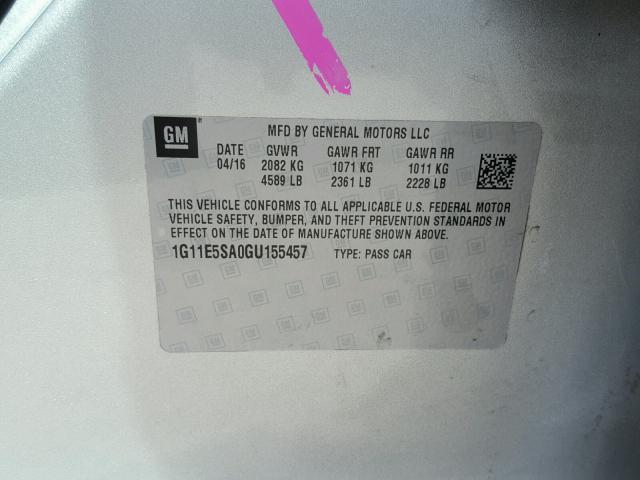 GM
MFD BY GENERAL MOTORS LLC
DATE GVWR GAWR FRT GAWR RR
04/16 2082 KG 1071 KG 1011 KG
4589 LB 2361 LB 2228 LB
THIS VEHICLE CONFORMS TO ALL APPLICABLE U.S. FEDERAL MOTOR
VEHICLE SAFETY, BUMPER, AND THEFT PREVENTION STANDARDS IN
EFFECT ON THE DATE OF MANUFACTURE SHOWN ABOVE.
1G11E5SA0GU155457 TYPE: PASS CAR